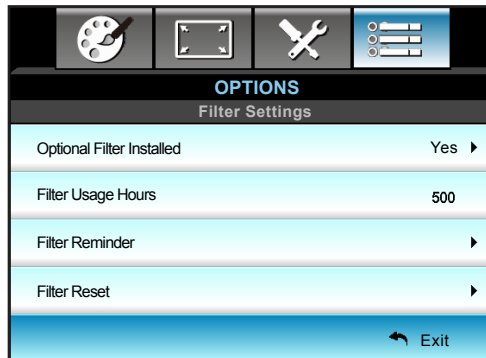 OPTIONS
Filter Settings
Optional Filter Installed Yes
Filter Usage Hours 500
Filter Reminder
Filter Reset
Exit